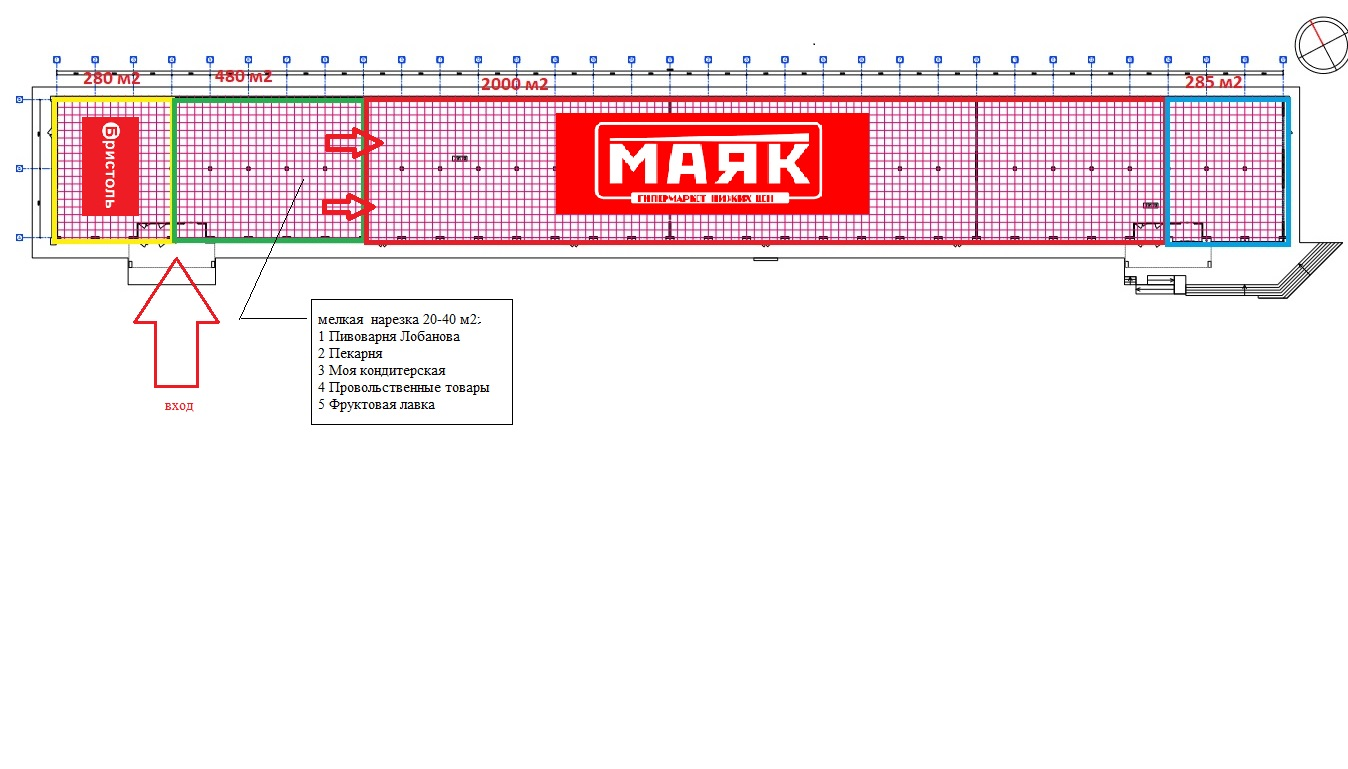 280 м2
480 м2
2000 м2
285 м2
Бристоль
МАЯК
ГИПЕРМАРКЕТ НИЗКИХ ЦЕН
мелкая нарезка 20-40 м2:
1 Пивоварня Лобанова
2 Пекарня
3 Моя кондитерская
4 Провольственные товары
5 Фруктовая лавка
вход